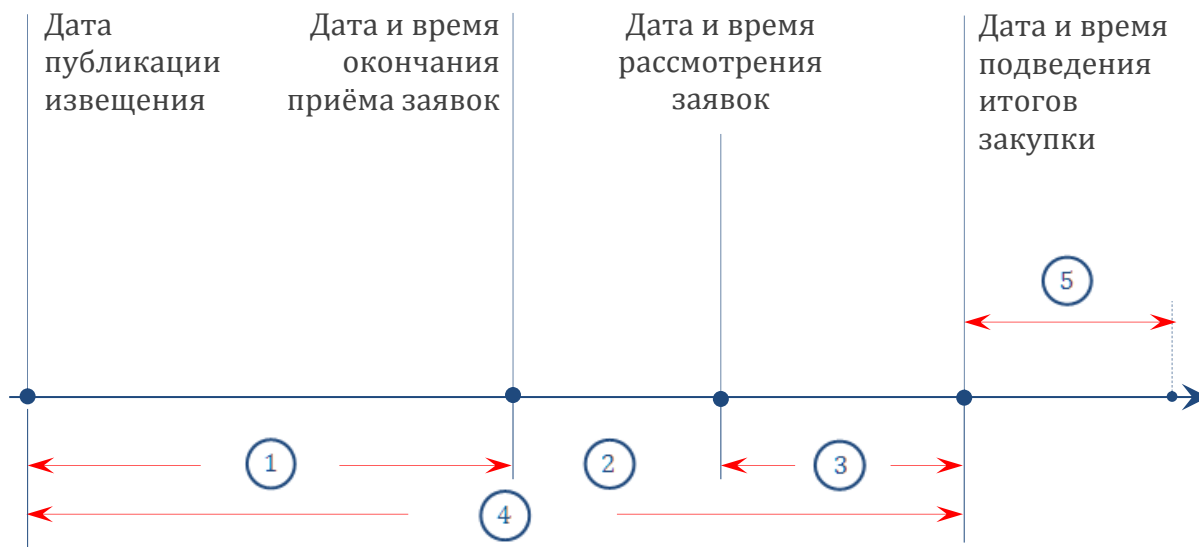 Дата
публикации
извещения
Дата и время
окончания
приёма заявок
Дата и время
рассмотрения
заявок
Дата и время
подведения
итогов
закупки
5
1
2
3
4